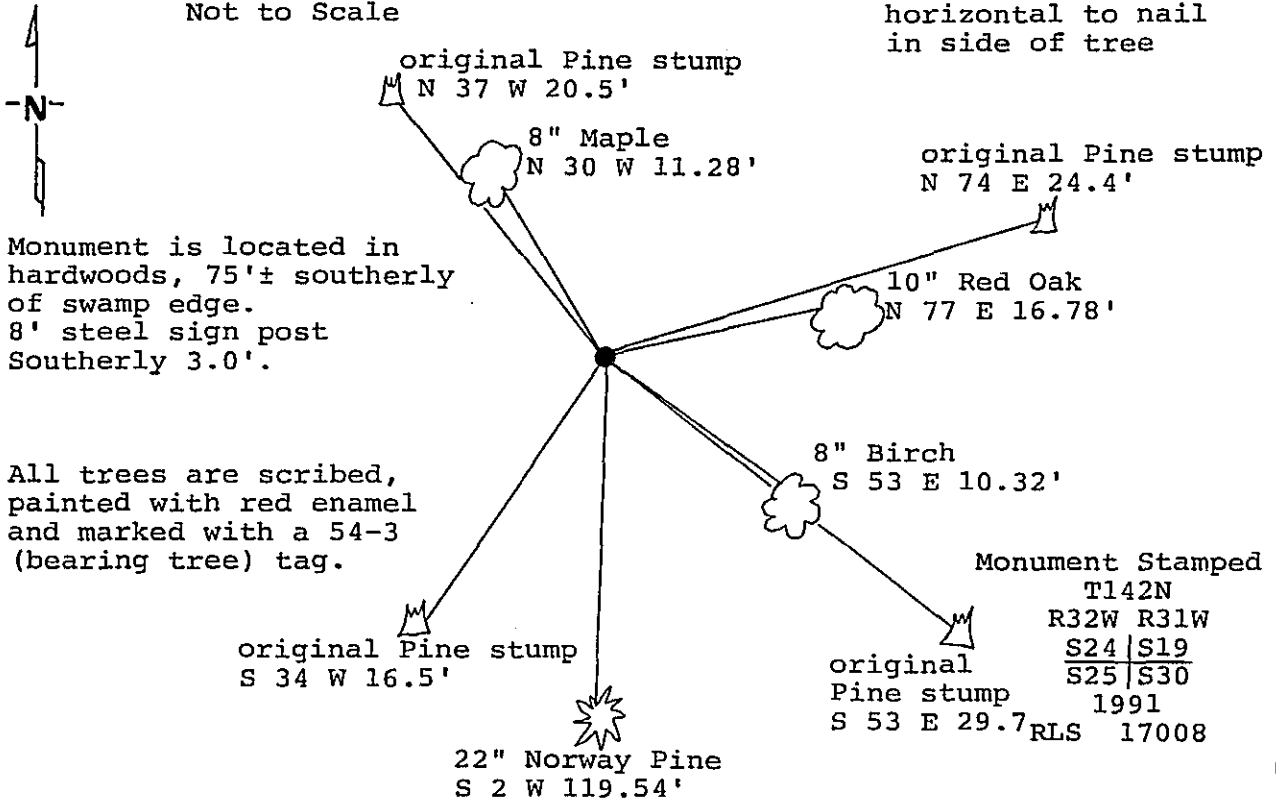 Not to Scale
horizontal to nail
in side of tree
-N-
original Pine stump
N 37 W 20.5'
8" Maple
N 30 W 11.28'
original Pine stump
N 74 E 24.4'
Monument is located in
hardwoods, 75'± southerly
of swamp edge.
8' steel sign post
Southerly 3.0'.
10" Red Oak
N 77 E 16.78'
8" Birch
S 53 E 10.32'
All trees are scribed,
painted with red enamel
and marked with a 54-3
(bearing tree) tag.
Monument Stamped
T142N
R32W R31W
S24|S19
S25|S30
1991
RLS 17008
original Pine stump
S 34 W 16.5'
original
Pine stump
S 53 E 29.7
22" Norway Pine
S 2 W 119.54'